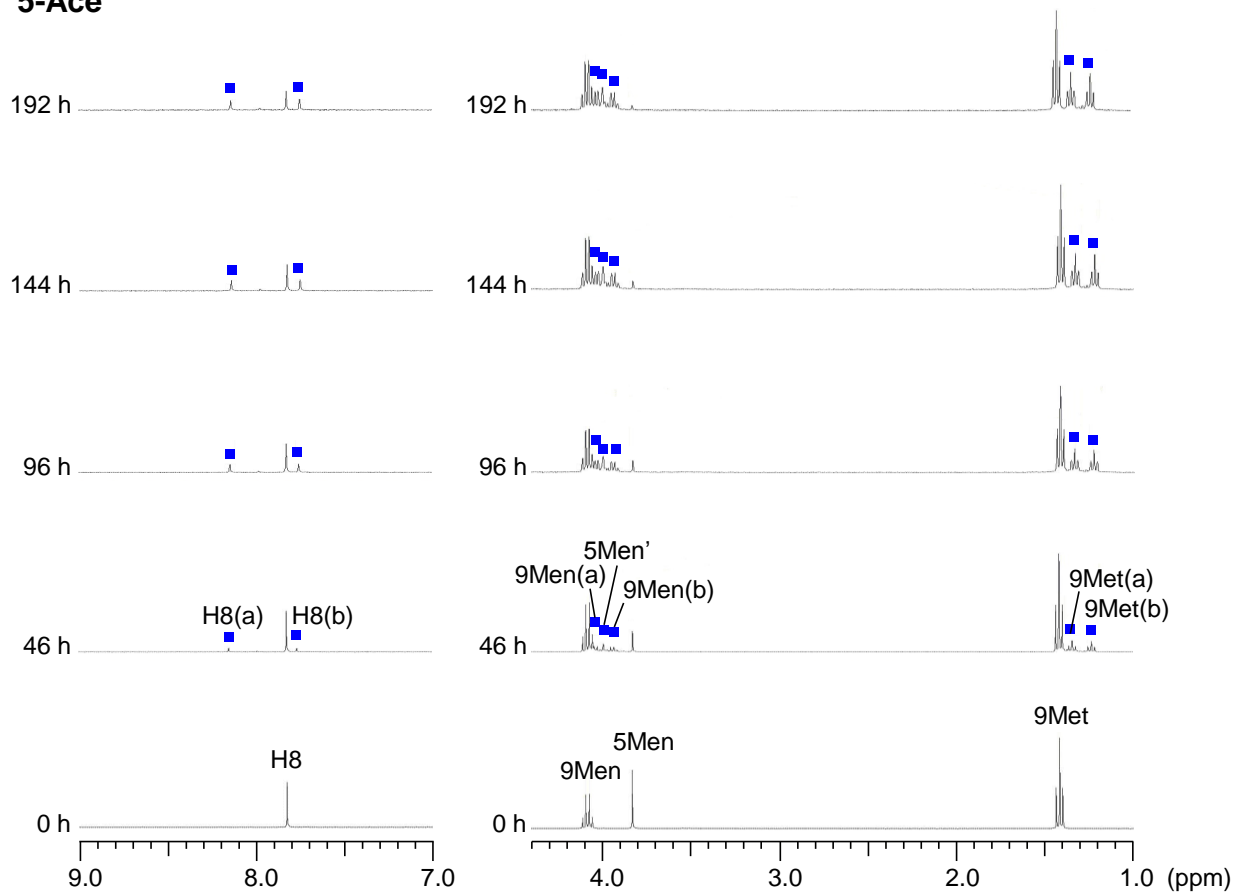 5-Ace
192 h 192 h
144 h 144 h
96 h 96 h
5Men’
9Men(a) 9Men(b) 9Met(a)
H8(a) H8(b) 9Met(b)
46 h 46 h
9Met
H8 5Men
9Men
0 h 0 h
9.0 8.0 7.0 4.0 3.0 2.0 1.0 (ppm)